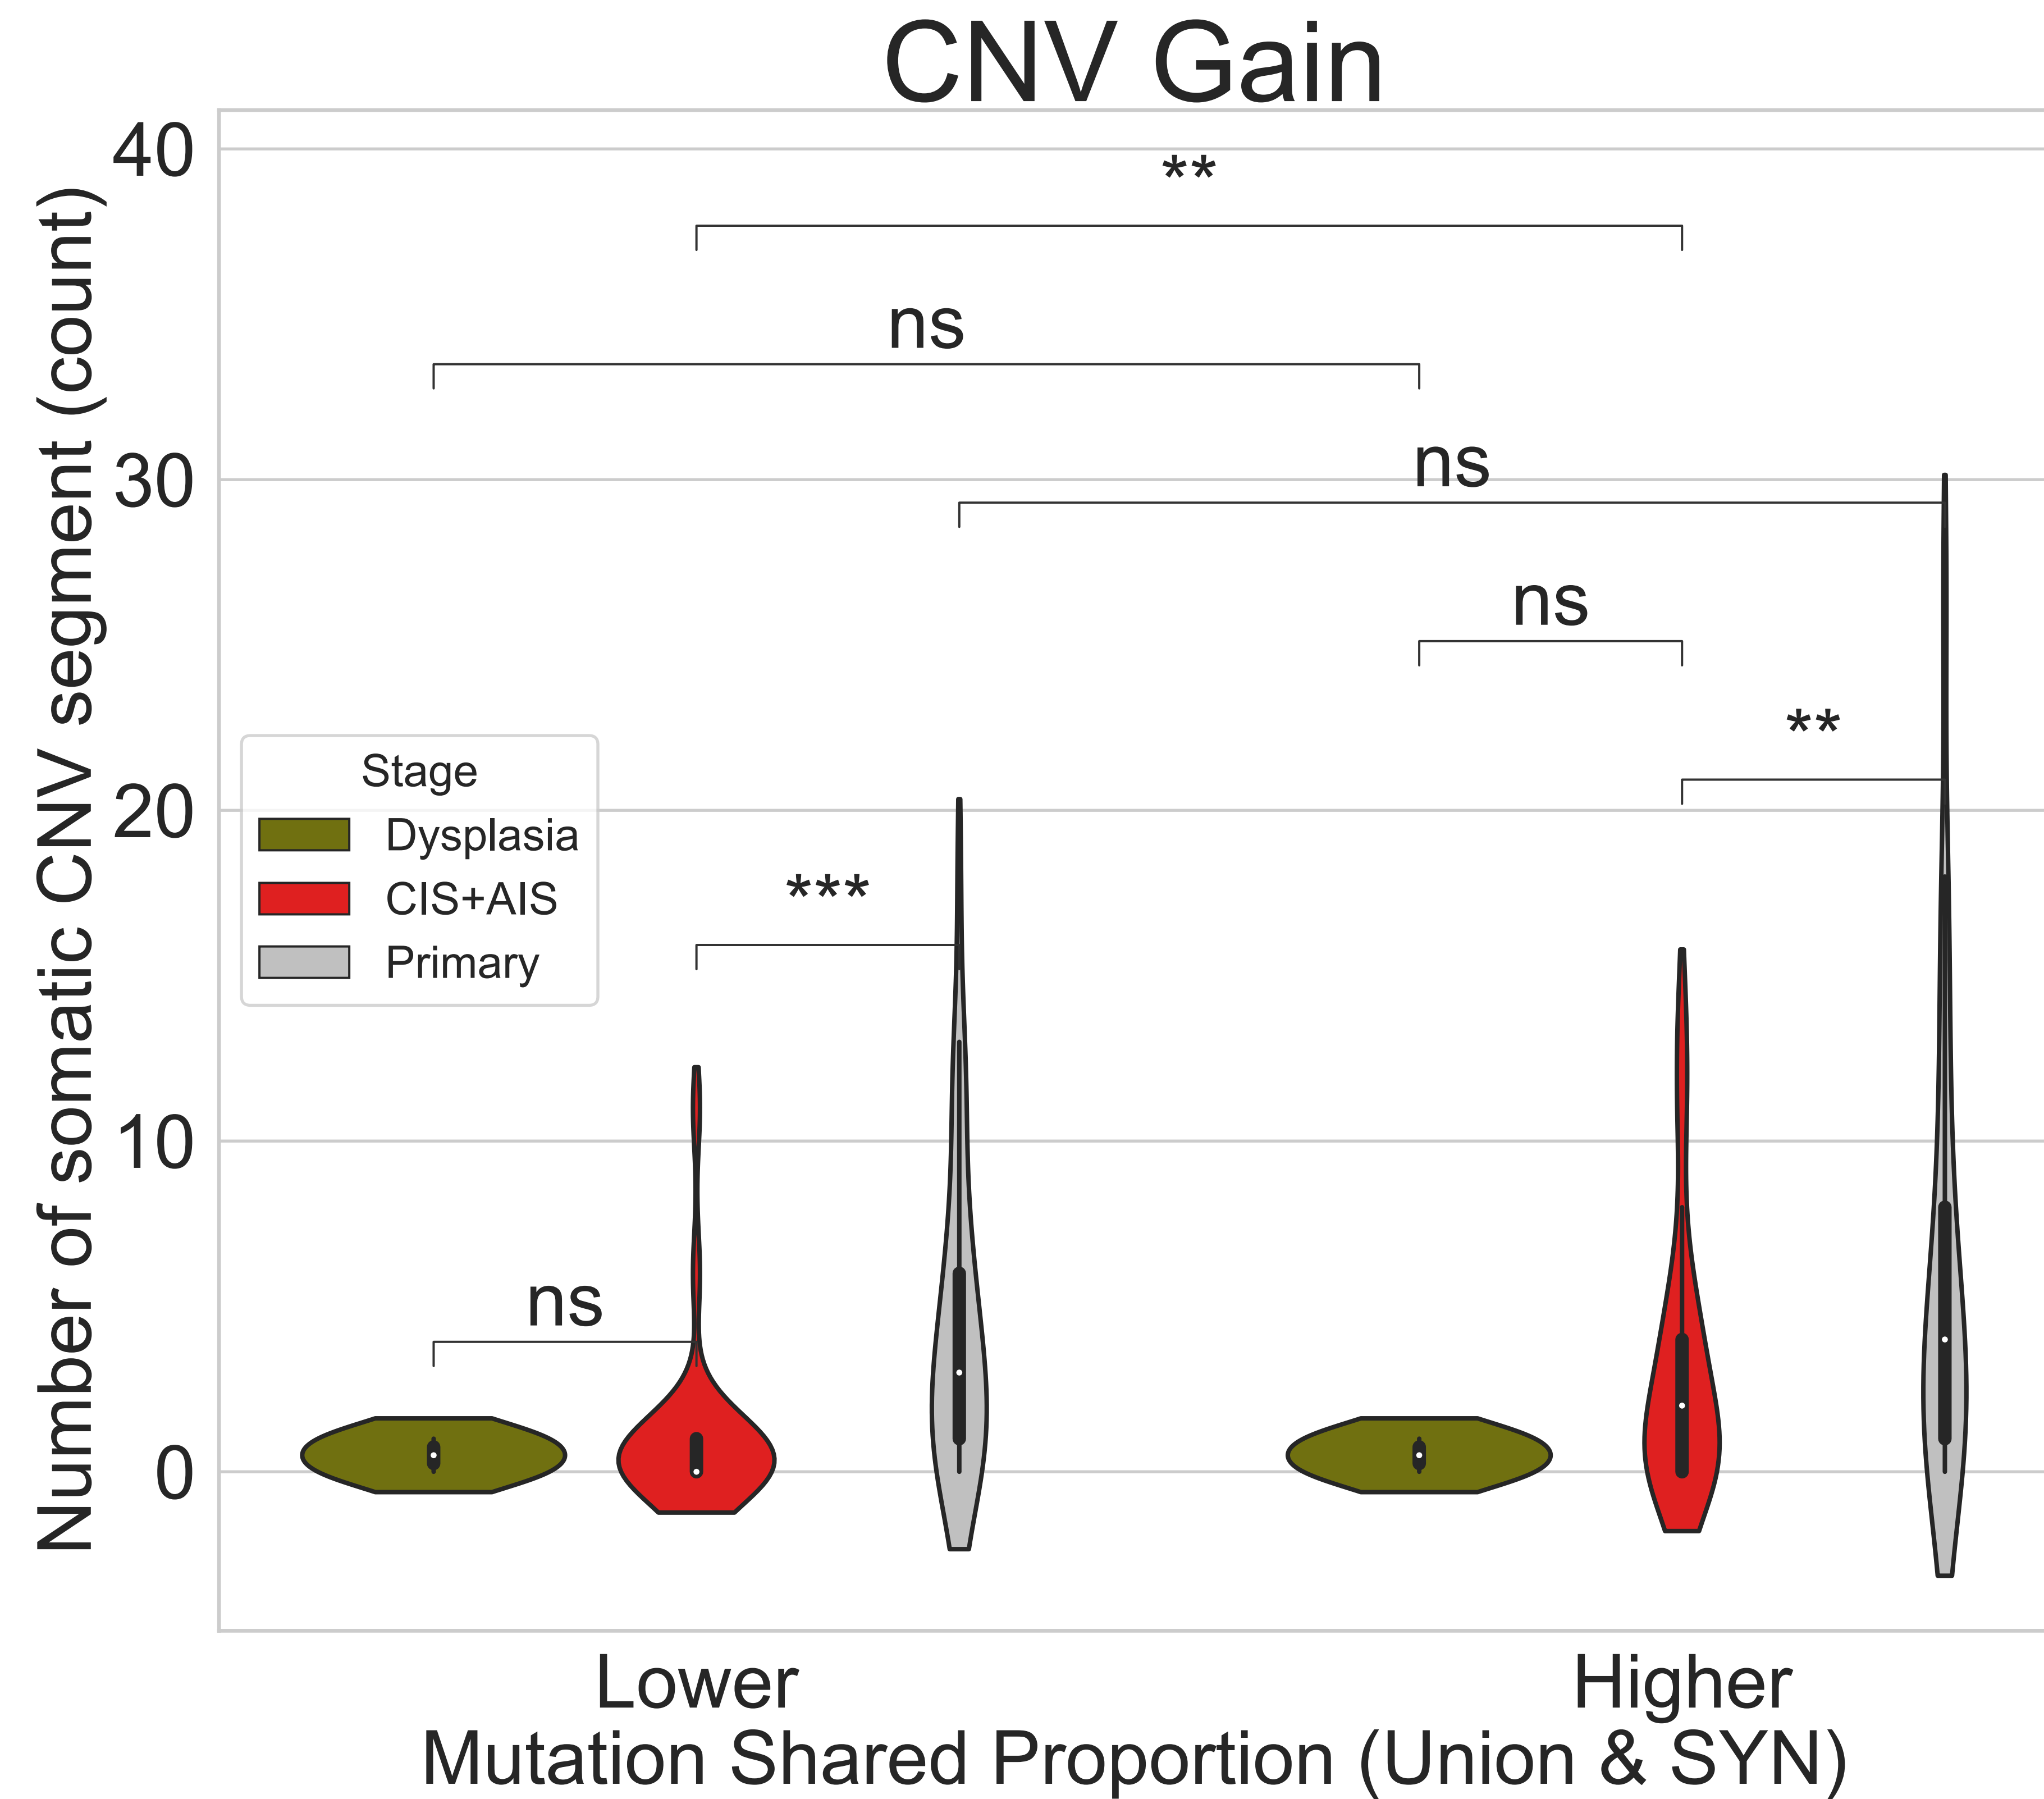 CNV Gain
Number of somatic CNV segment (count)
40
30
20
10
0
**
ns
ns
ns
**
***
ns
Stage
Dysplasia
CIS+AIS
Primary
Lower
Higher
Mutation Shared Proportion (Union & SYN)